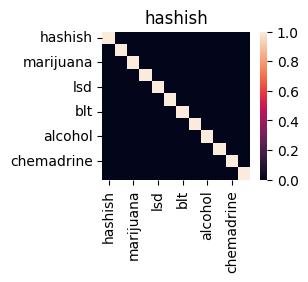 hashish
hashish
marijuana
lsd
blt
alcohol
chemadrine
1.0
0.8
0.6
0.4
0.2
0.0
hashish
marijuana
lsd
blt
alcohol
chemadrine